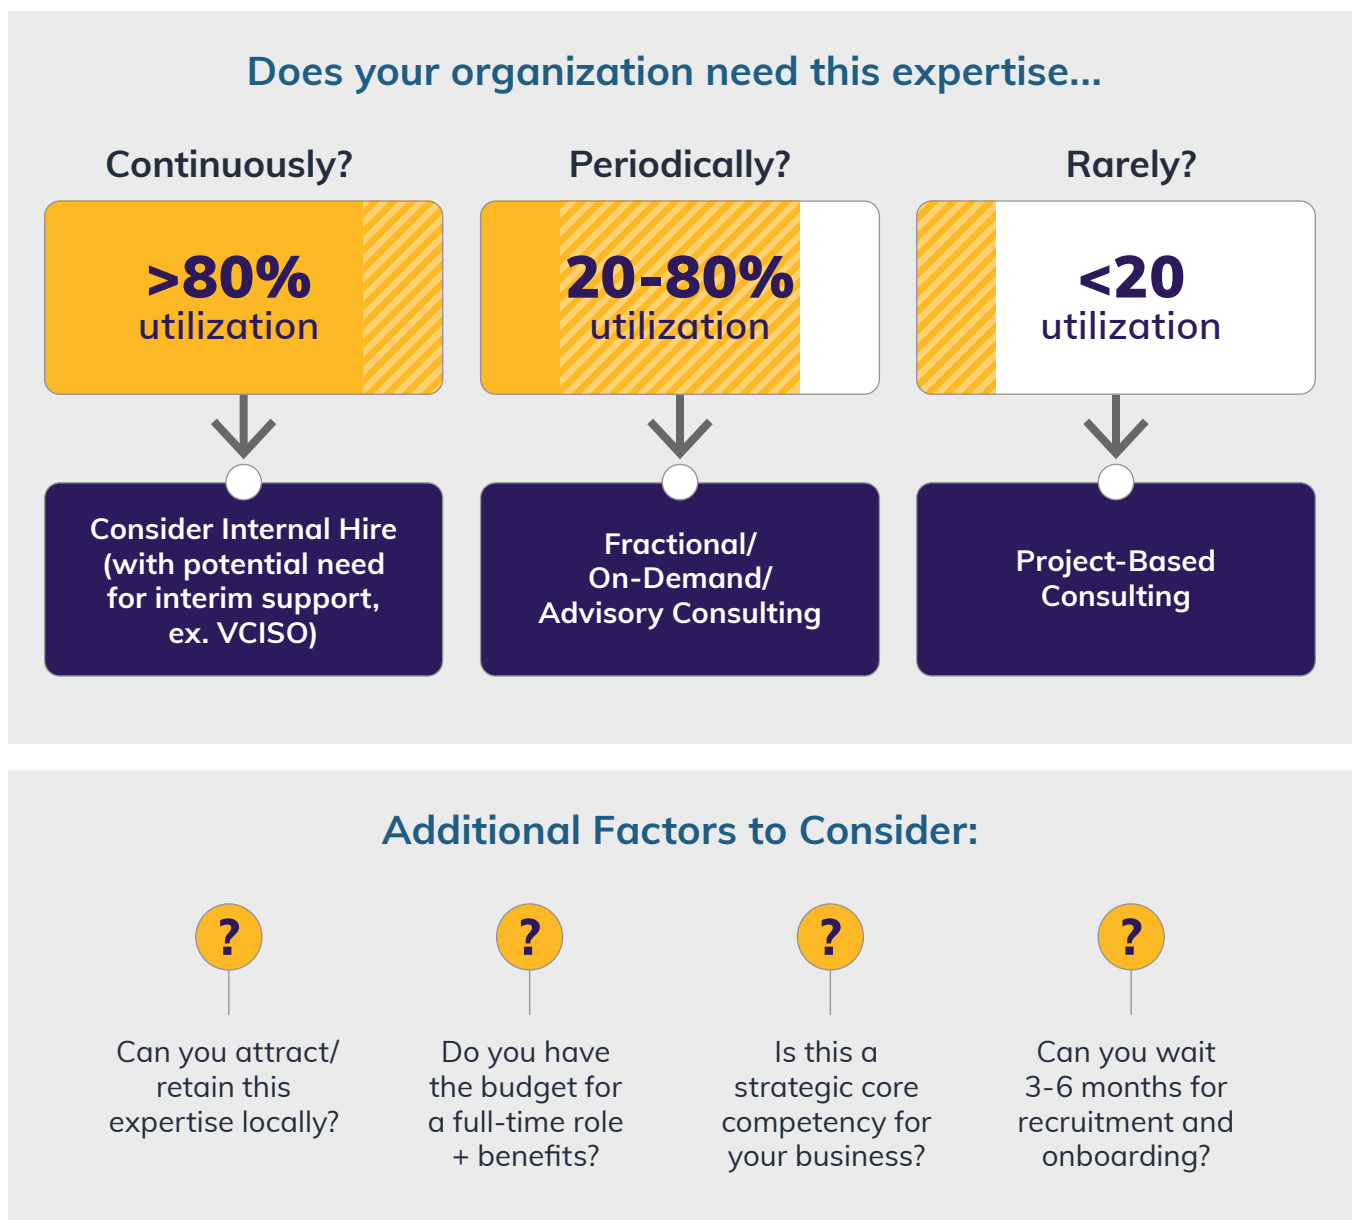 Does your organization need this expertise...
Continuously?
>80%
utilization
Consider Internal Hire
(with potential need
for interim support,
ex. VCISO)
Periodically?
20-80%
utilization
Fractional/
On-Demand/
Advisory Consulting
Rarely?
<20
utilization
Project-Based
Consulting
Additional Factors to Consider:
?
Can you attract/
retain this
expertise locally?
?
Do you have
the budget for
a full-time role
+ benefits?
?
Is this a
strategic core
competency for
your business?
?
Can you wait
3-6 months for
recruitment and
onboarding?